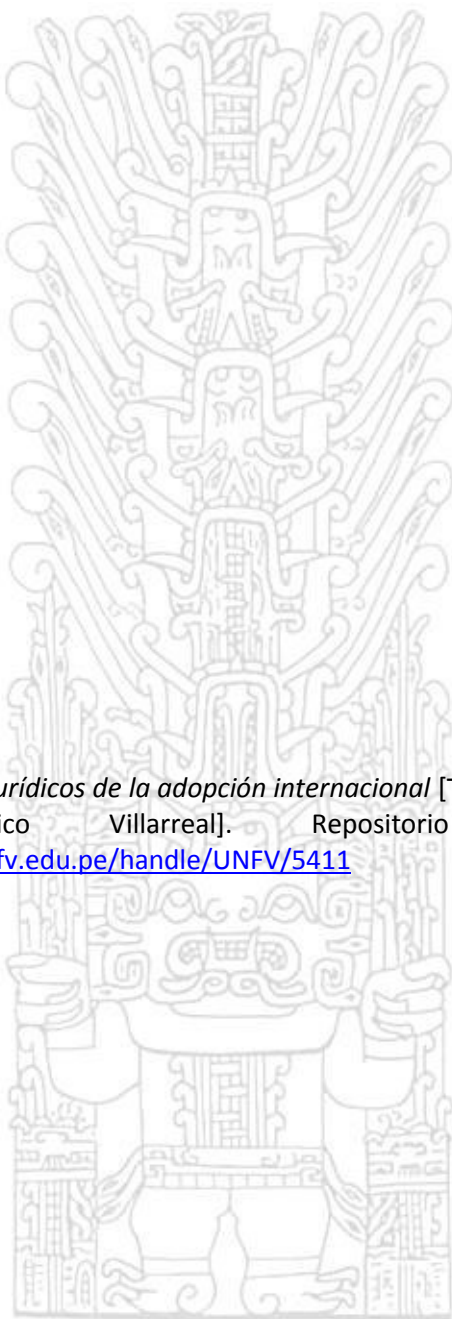 urídicos de la adopción internacional [T
ico Villarreal]. Repositorio
fv.edu.pe/handle/UNFV/5411